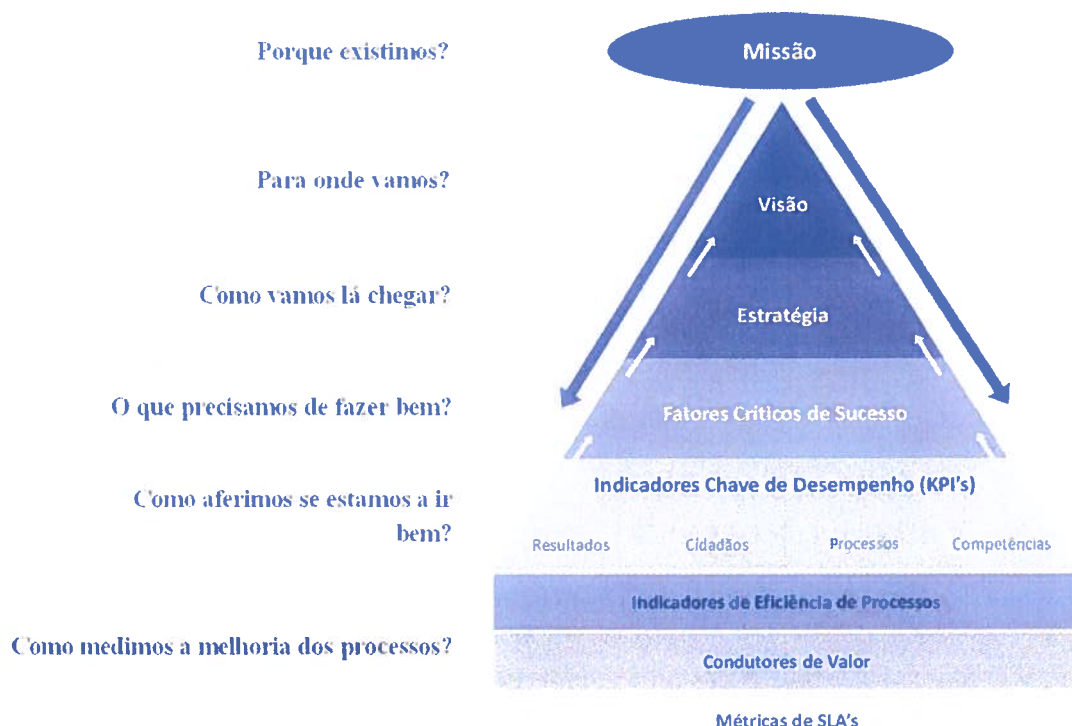 Porque existimos?
Missão
Para onde vamos?
Visão
Como vamos lá chegar?
Estratégia
O que precisamos de fazer bem?
Fatores Críticos de Sucesso
Como aferimos se estamos a ir
bem?
Indicadores Chave de Desempenho (KPI's)
Resultados Cidadãos Processos Competências
Indicadores de Eficiência de Processos
Como medimos a melhoria dos processos?
Condutores de Valor
Métricas de SLA's